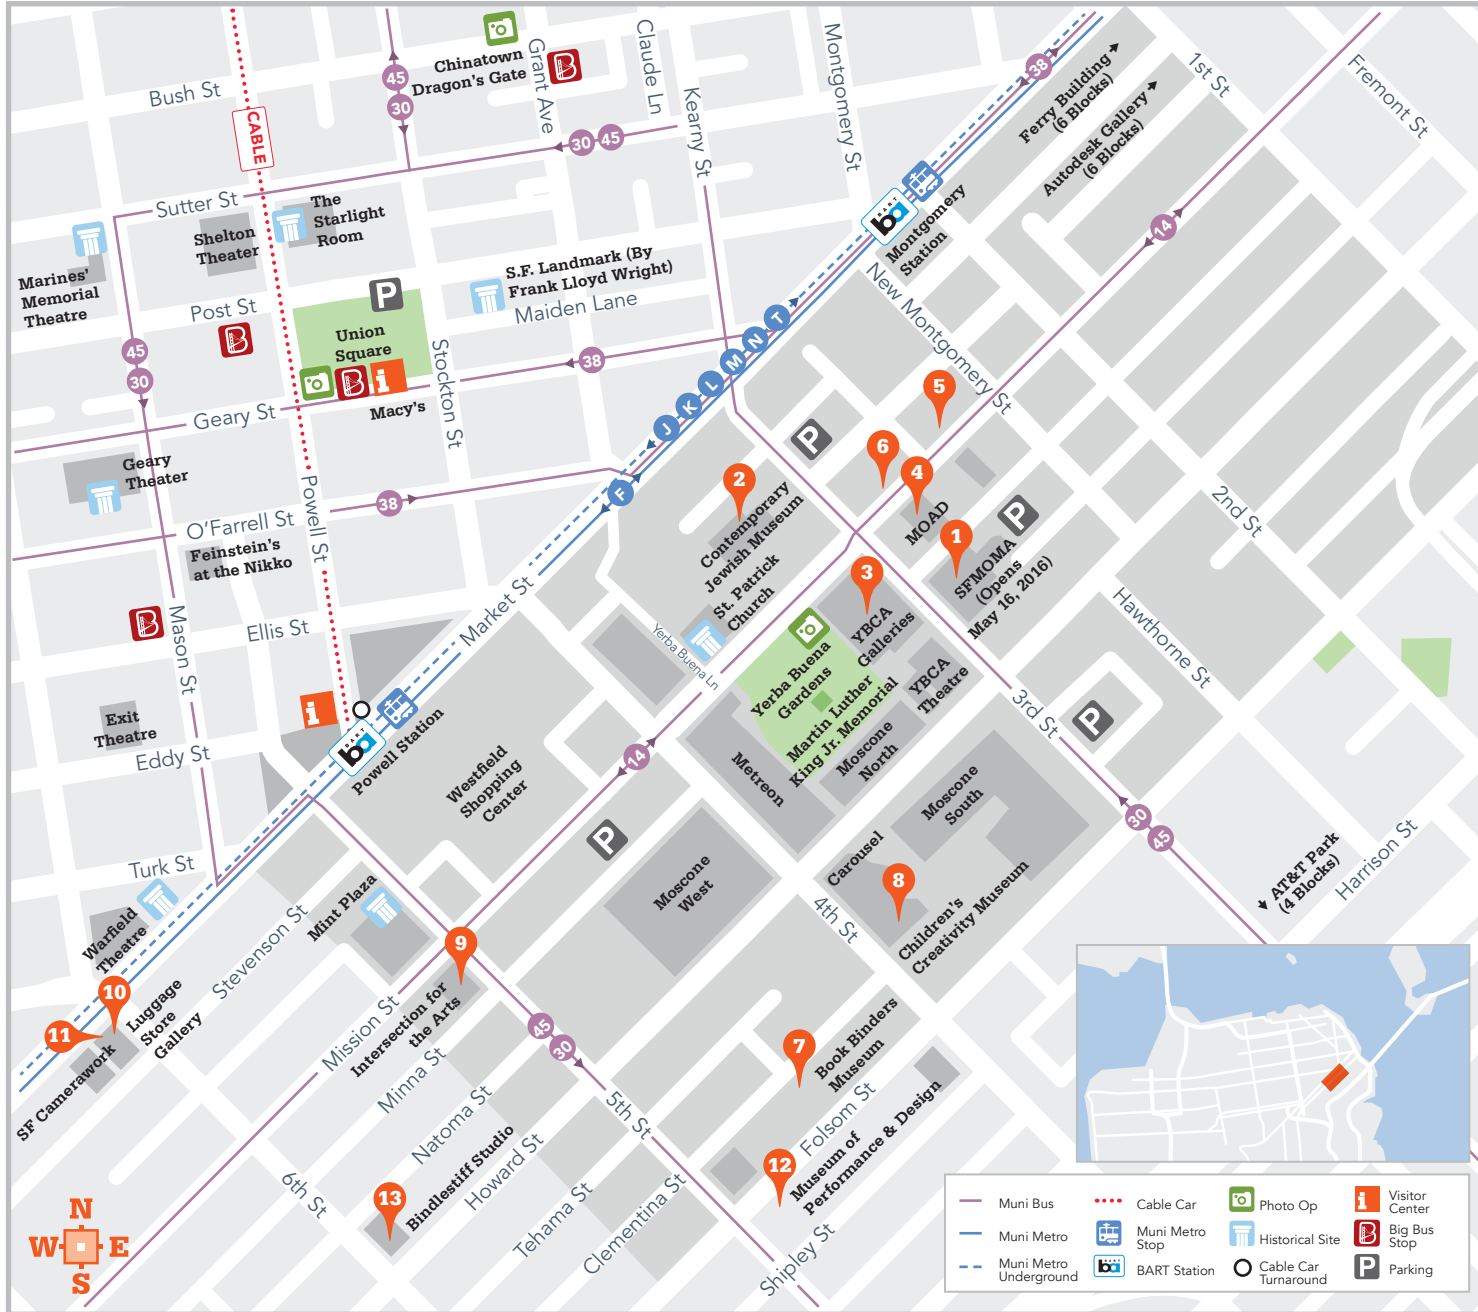 Chinatown
Dragon's Gate
Grant Ave
Claude Ln
Kearny St
Montgomery St
1st St
Fremont St
Bush St
CABLE
45
30
30
45
38
Ferry Building
(6 Blocks)
Autodesk Gallery
(6 Blocks)
Sutter St
The
Starlight
Room
Shelton
Theater
Marines'
Memorial
Theatre
BART
ba
Montgomery
Station
14
Post St
P
S.F. Landmark (By
Frank Lloyd Wright)
Maiden Lane
Union
Square
New Montgomery St
45
30
Stockton St
38
T
N
M
L
K
J
F
i
Macy's
Geary St
5
P
6
4
2
Geary
Theater
38
O'Farrell St
Powell St
Feinstein's
at the Nikko
Contemporary
Jewish Museum
MOAD
P
1
SFMOMA
(Opens
May 16, 2016)
2nd St
3
St. Patrick
Church
Yerba Buena Ln
YBCA
Galleries
Yerba Buena
Gardens
Martin Luther
King Jr. Memorial
YBCA
Theatre
Hawthorne St
Market St
Mason St
Ellis St
i
Exit
Theatre
Eddy St
BART
ba
Powell Station
Westfield
Shopping
Center
14
Metreon
Moscone
North
3rd St
P
Moscone
South
30
45
P
Moscone
West
Carousel
8
Children's
Creativity Museum
4th St
AT&T Park
(4 Blocks)
Harrison St
Turk St
Mint Plaza
Warfield
Theatre
Stevenson St
9
Intersection for
the Arts
10
Luggage
Store
Gallery
11
SF Camerawork
Mission St
Minna St
Natoma St
45
30
5th St
7
Book Binders
Museum
Folsom St
12
Museum of
Performance & Design
6th St
13
Bindlestiff Studio
Howard St
Tehama St
Clementina St
Shipley St
N
W
E
S
Muni Bus
Muni Metro
Muni Metro
Underground
Cable Car
Muni Metro
Stop
ba
BART Station
Photo Op
Historical Site
Cable Car
Turnaround
i
Visitor
Center
Big Bus
Stop
P
Parking